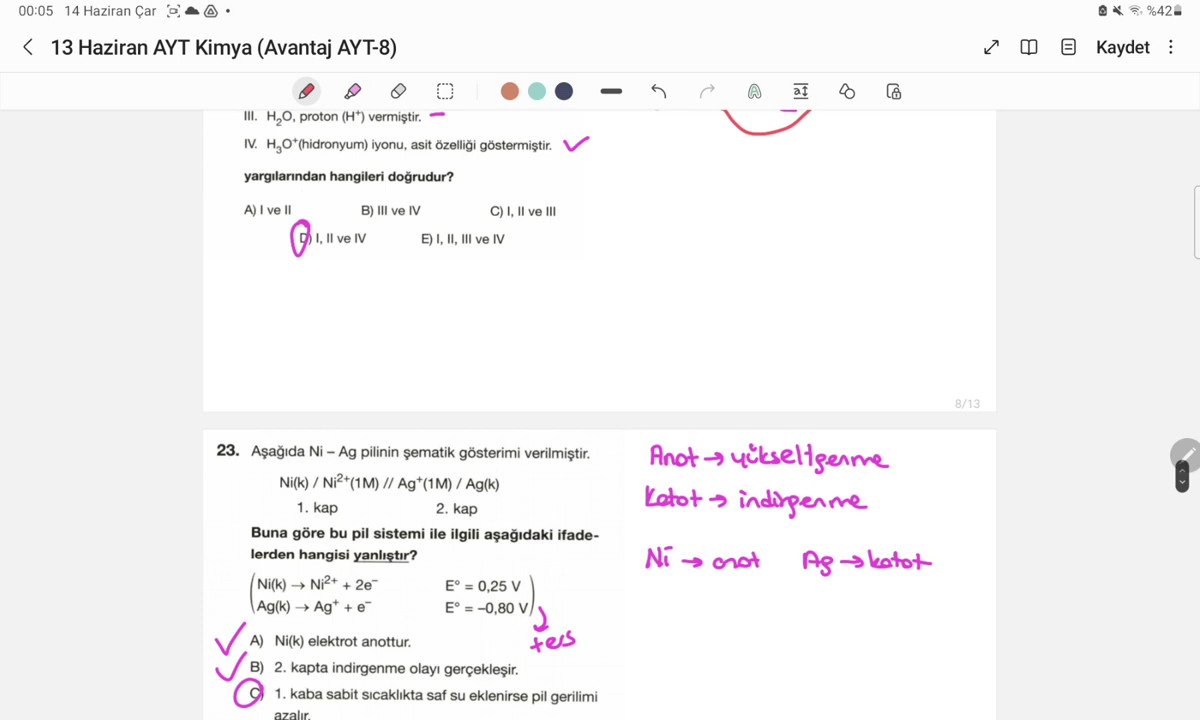 00:05 14 Haziran Çar
%42
13 Haziran AYT Kimya (Avantaj AYT-8)
Kaydet
III. H₂O, proton (H⁺) vermiştir.
IV. H₃O⁺(hidronyum) iyonu, asit özelliği göstermiştir.
yargılarından hangileri doğrudur?
A) I ve II B) III ve IV C) I, II ve III
D) I, II ve IV E) I, II, III ve IV
8/13
23. Aşağıda Ni – Ag pilinin şematik gösterimi verilmiştir.
Ni(k) / Ni²⁺(1M) // Ag⁺(1M) / Ag(k)
1. kap 2. kap
Buna göre bu pil sistemi ile ilgili aşağıdaki ifade-
lerden hangisi yanlıştır?
Ni(k) → Ni²⁺ + 2e⁻ E° = 0,25 V
Ag(k) → Ag⁺ + e⁻ E° = –0,80 V
ters
A) Ni(k) elektrot anottur.
B) 2. kapta indirgenme olayı gerçekleşir.
C) 1. kaba sabit sıcaklıkta saf su eklenirse pil gerilimi
azalır.
Anot → yükseltgenme
Katot → indirgenme
Ni → anot Ag → katot